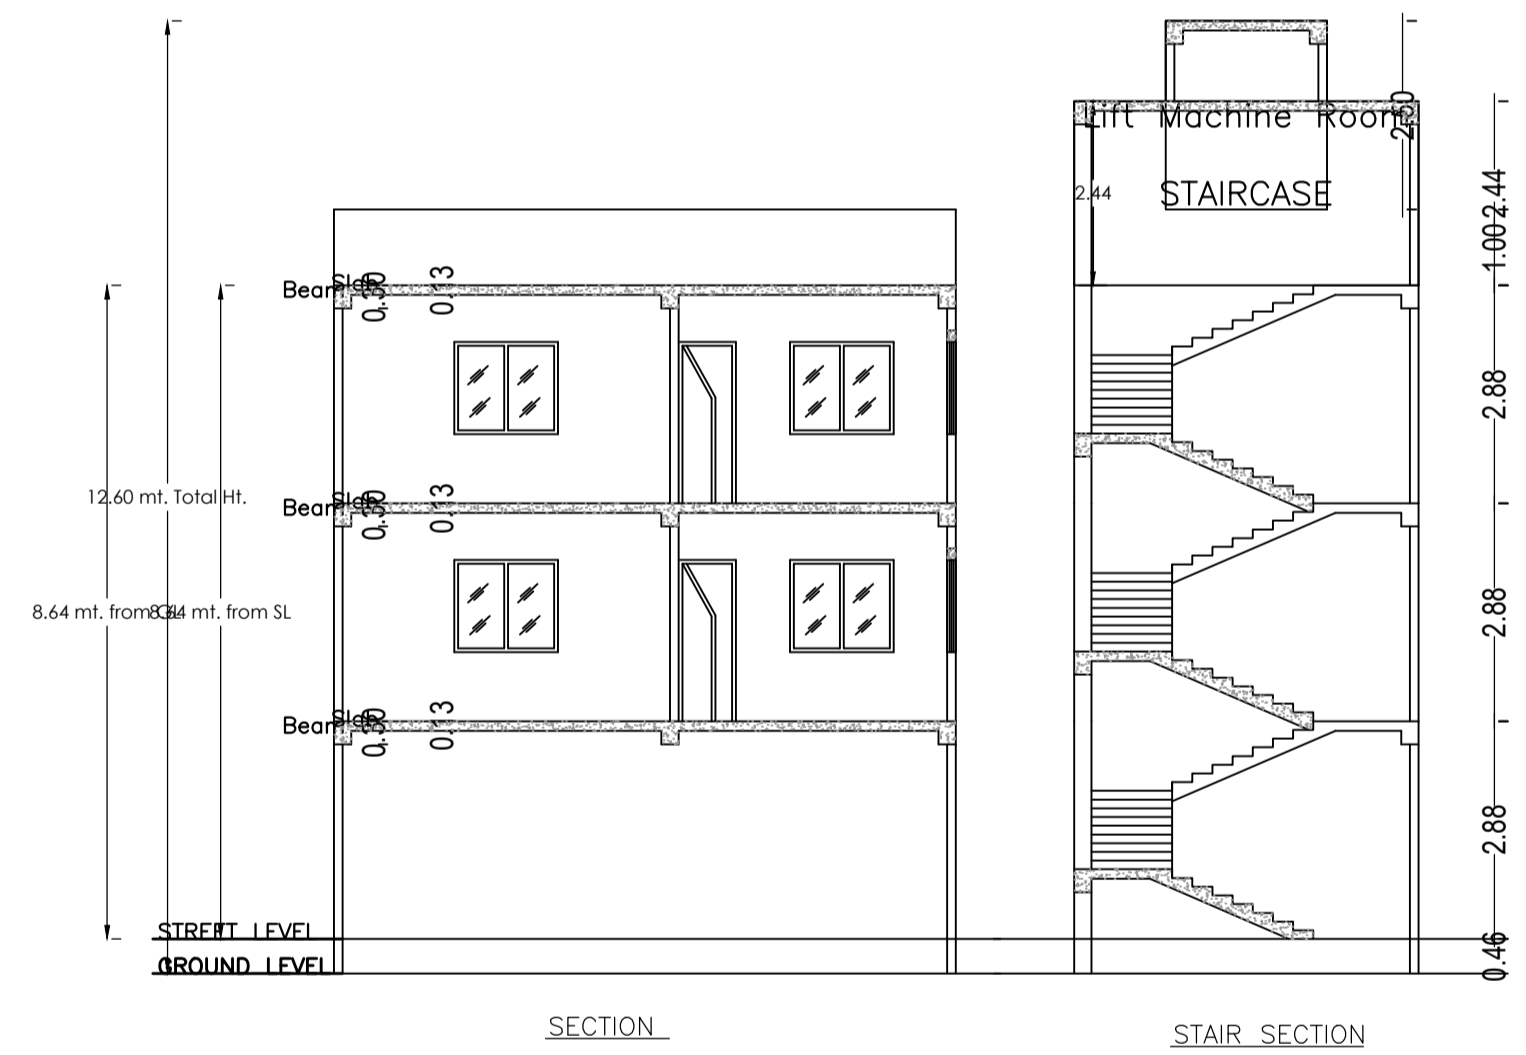 Lift Machine Room
2.50
2.44
STAIRCASE
2.44
1.00
Beam
Slab
0.30
0.13
2.88
12.60 mt. Total Ht.
Beam
Slab
0.30
0.13
8.64 mt. from GL
8.64 mt. from SL
2.88
Beam
Slab
0.30
0.13
2.88
STREET LEVEL
GROUND LEVEL
0.46
SECTION
STAIR SECTION